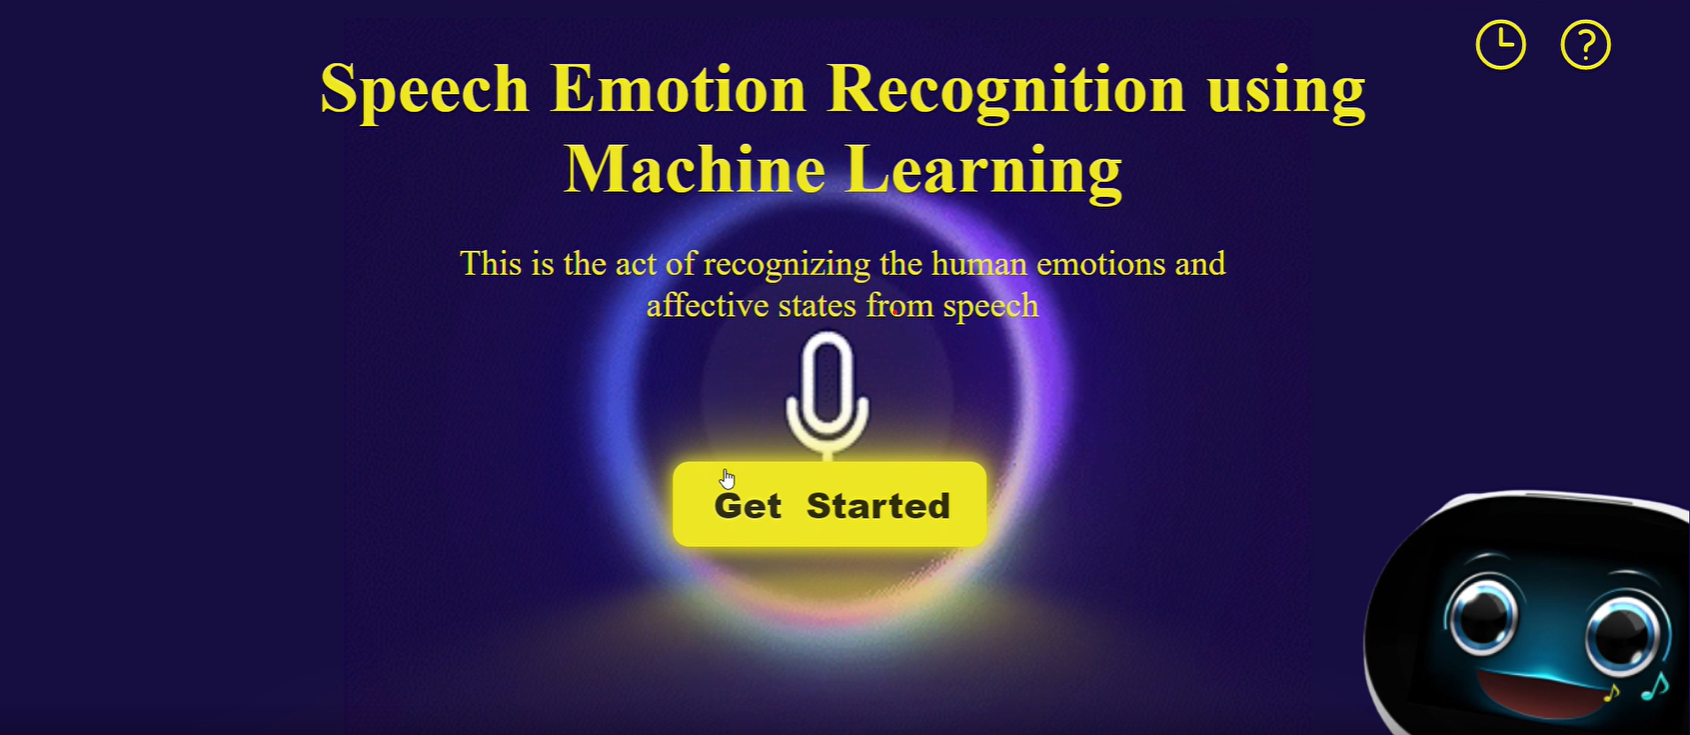 Speech Emotion Recognition using
Machine Learning
This is the act of recognizing the human emotions and
affective states from speech
Get Started